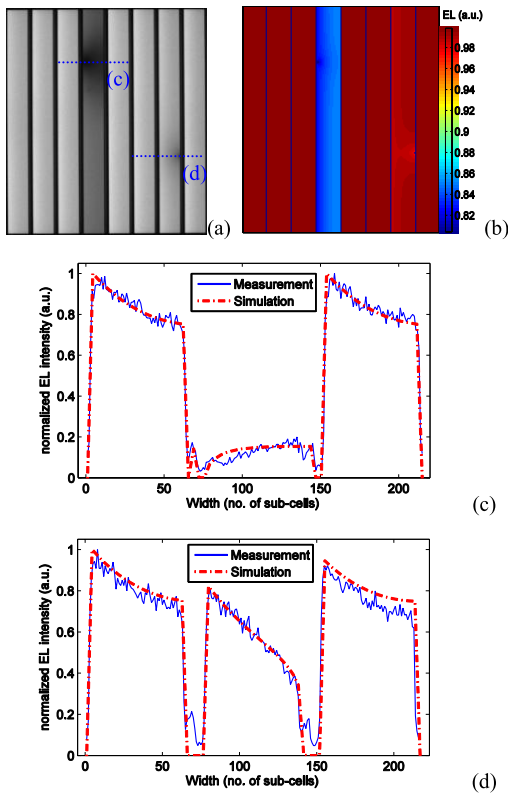 EL (a.u.)
(c)
(d)
(a)
0.98
0.96
0.94
0.92
0.9
0.88
0.86
0.84
0.82
(b)
normalized EL intensity (a.u.)
1
0.8
0.6
0.4
0.2
0
Measurement
Simulation
0
50
100
150
200
Width (no. of sub-cells)
(c)
normalized EL intensity (a.u.)
1
0.8
0.6
0.4
0.2
0
Measurement
Simulation
0
50
100
150
200
Width (no. of sub-cells)
(d)